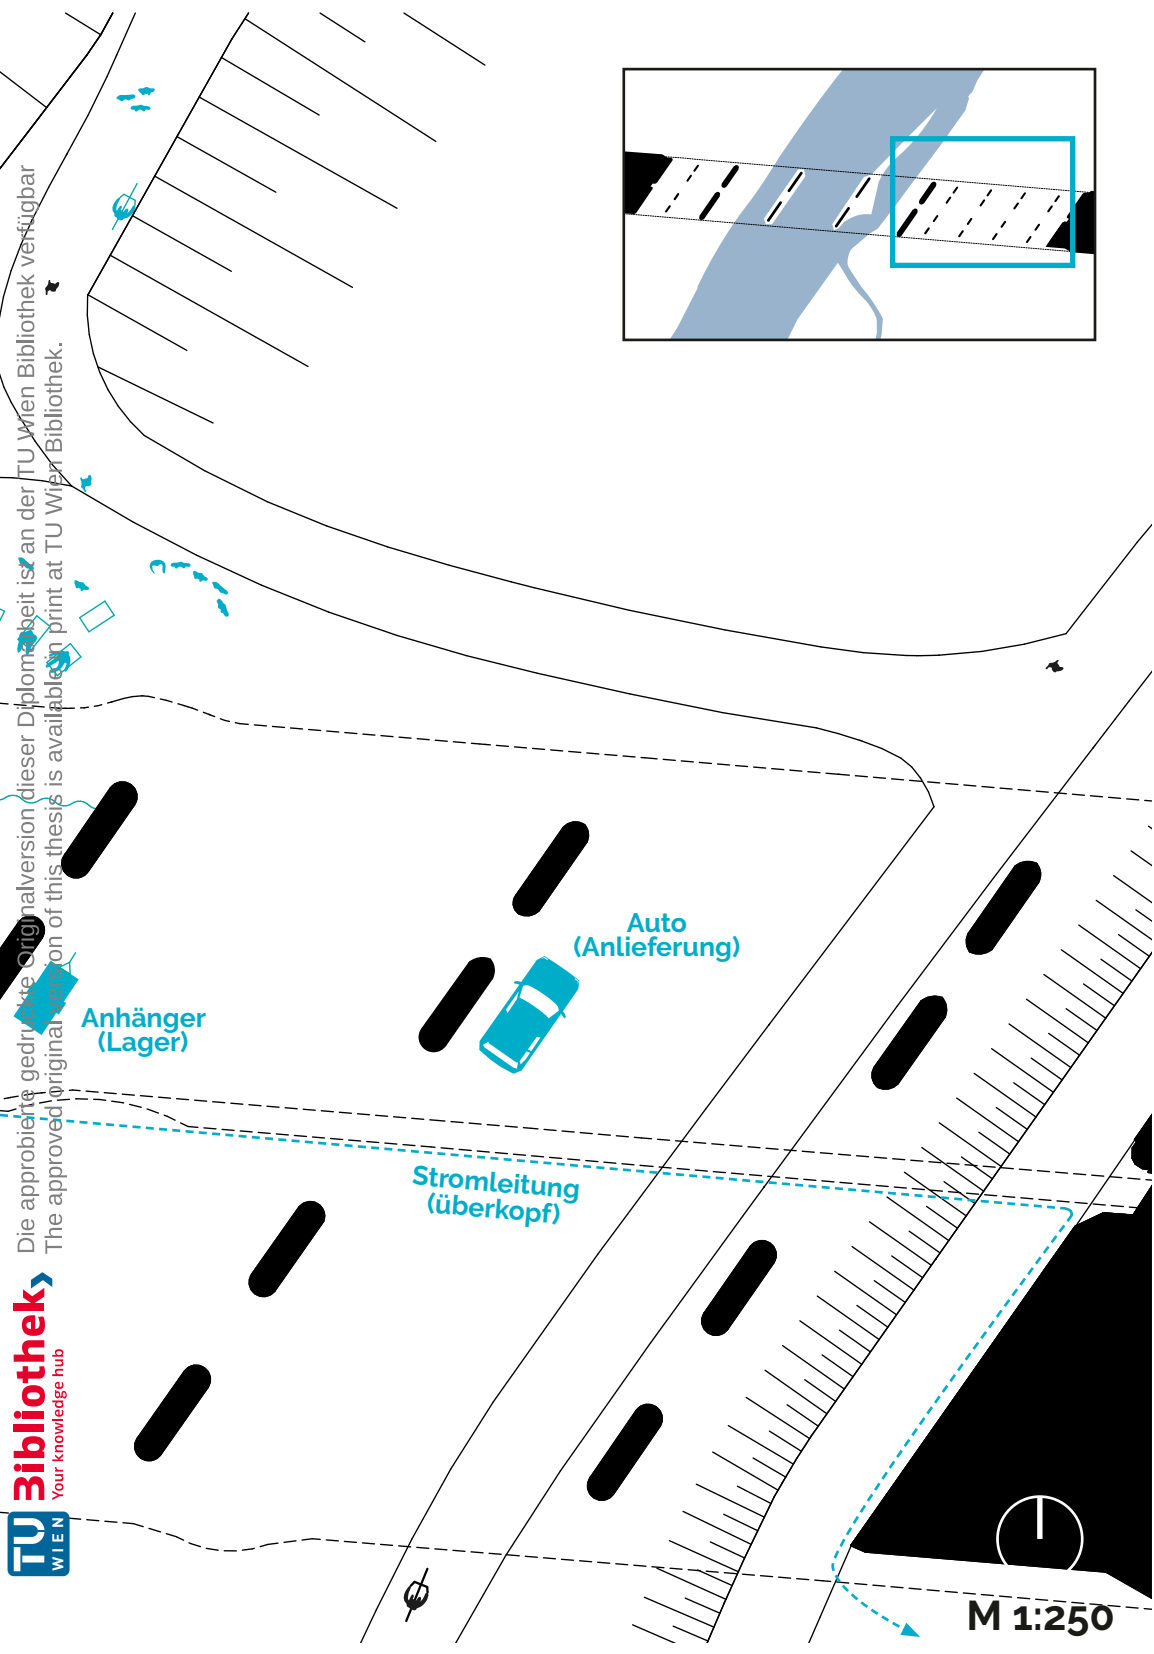 Auto
(Anlieferung)
Anhänger
(Lager)
Stromleitung
(überkopf)
M 1:250
Die approbierte gedruckte Originalversion dieser Diplomarbeit ist an der TU Wien Bibliothek verfügbar
The approved original version of this thesis is available in print at TU Wien Bibliothek.
Bibliothek
Your knowledge hub
TU
WIEN